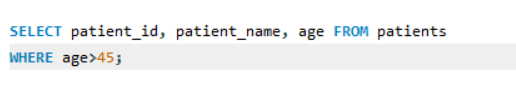 SELECT patient_id, patient_name, age FROM patients
WHERE age>45;